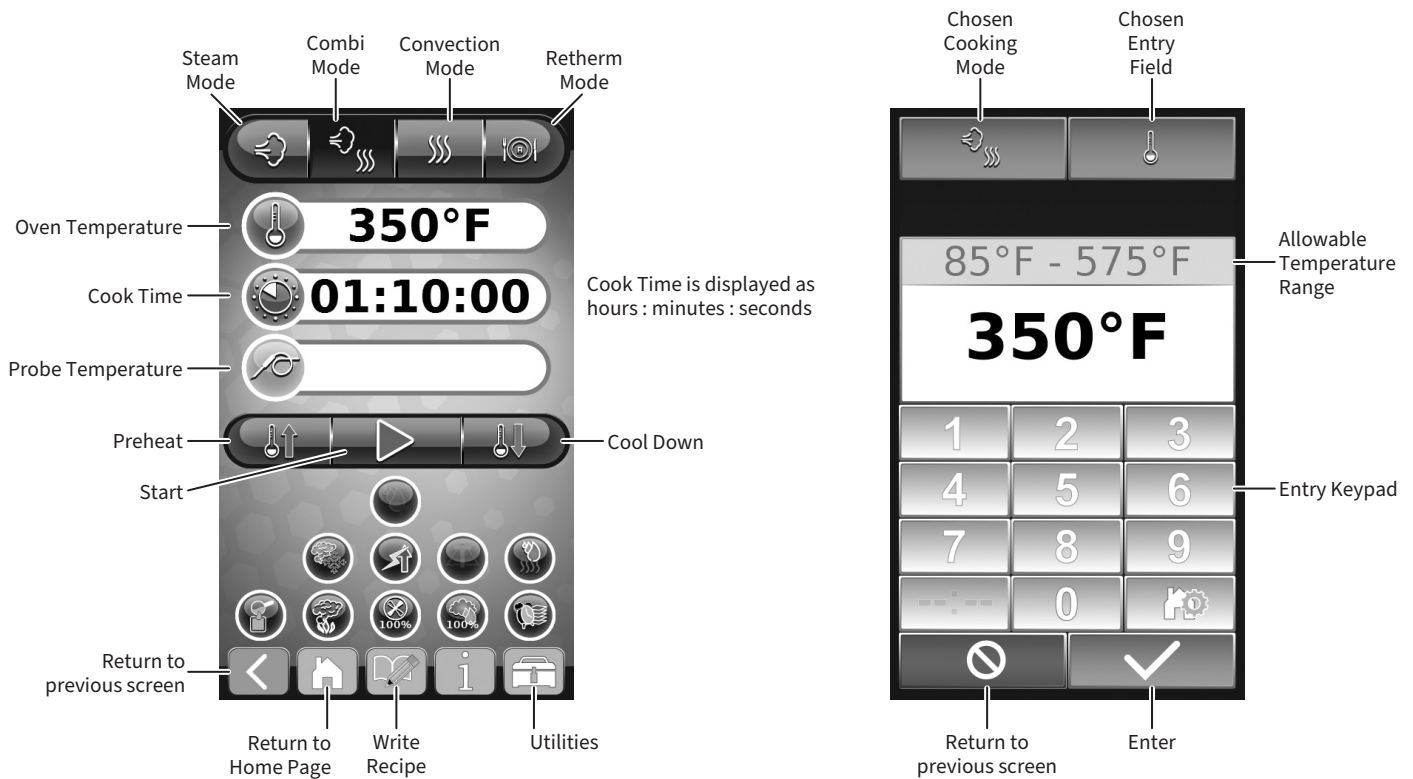 Steam
Mode
Combi
Mode
Convection
Mode
Retherm
Mode
R
Oven Temperature
350°F
Cook Time
01:10:00
Cook Time is displayed as
hours : minutes : seconds
Probe Temperature
Preheat
Cool Down
Start
100%
100%
i
Return to
previous screen
Return to
Home Page
Write
Recipe
Utilities
Chosen
Cooking
Mode
Chosen
Entry
Field
85°F - 575°F
Allowable
Temperature
Range
350°F
1 2 3
4 5 6
Entry Keypad
7 8 9
--:-- 0
Return to
previous screen
Enter